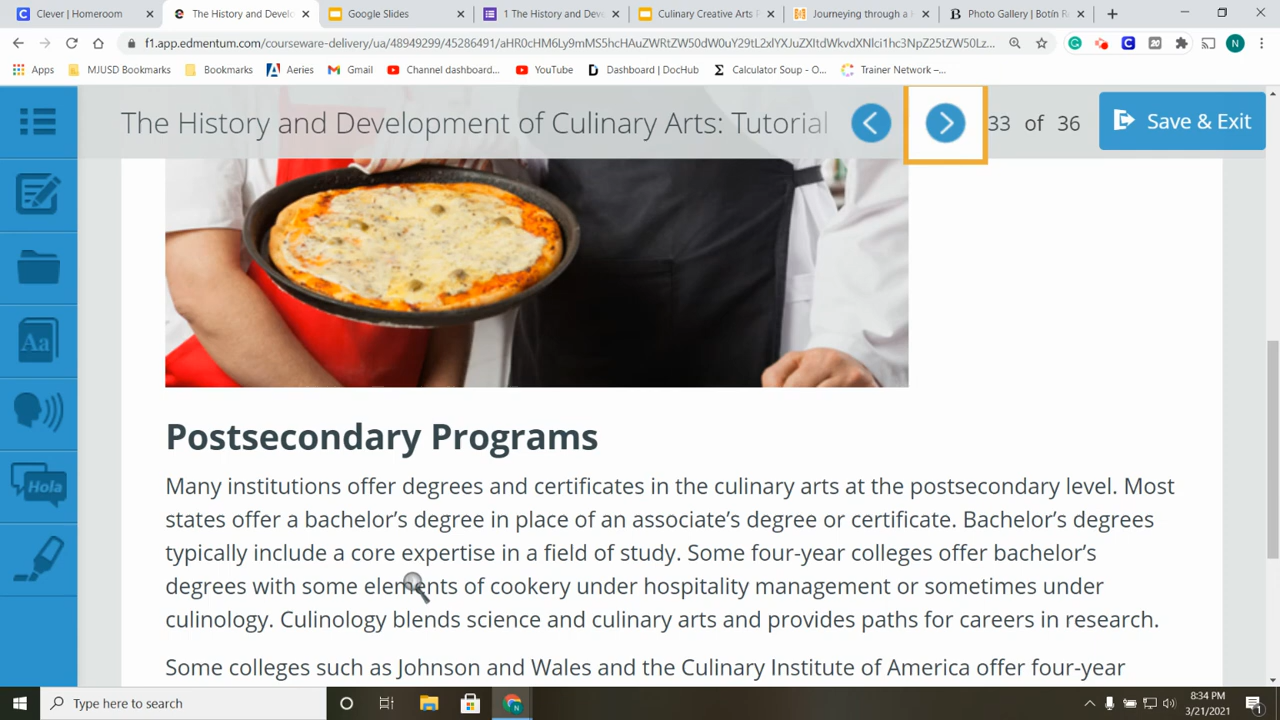 Clever | Homeroom
The History and Develo
Google Slides
1 The History and Dev
Culinary Creative Arts P
Journeying through a
Photo Gallery | Botín R
f1.app.edmentum.com/courseware-delivery/
Apps
MJUSD Bookmarks
Bookmarks
Aeries
Gmail
Channel dashboard...
YouTube
Dashboard | DocHub
Calculator Soup - O...
Trainer Network –...
The History and Development of Culinary Arts: Tutorial
33 of 36
Save & Exit
Aa
Hola
Postsecondary Programs
Many institutions offer degrees and certificates in the culinary arts at the postsecondary level. Most
states offer a bachelor's degree in place of an associate's degree or certificate. Bachelor's degrees
typically include a core expertise in a field of study. Some four-year colleges offer bachelor's
degrees with some elements of cookery under hospitality management or sometimes under
culinology. Culinology blends science and culinary arts and provides paths for careers in research.
Some colleges such as Johnson and Wales and the Culinary Institute of America offer four-year
Type here to search
8:34 PM
3/21/2021